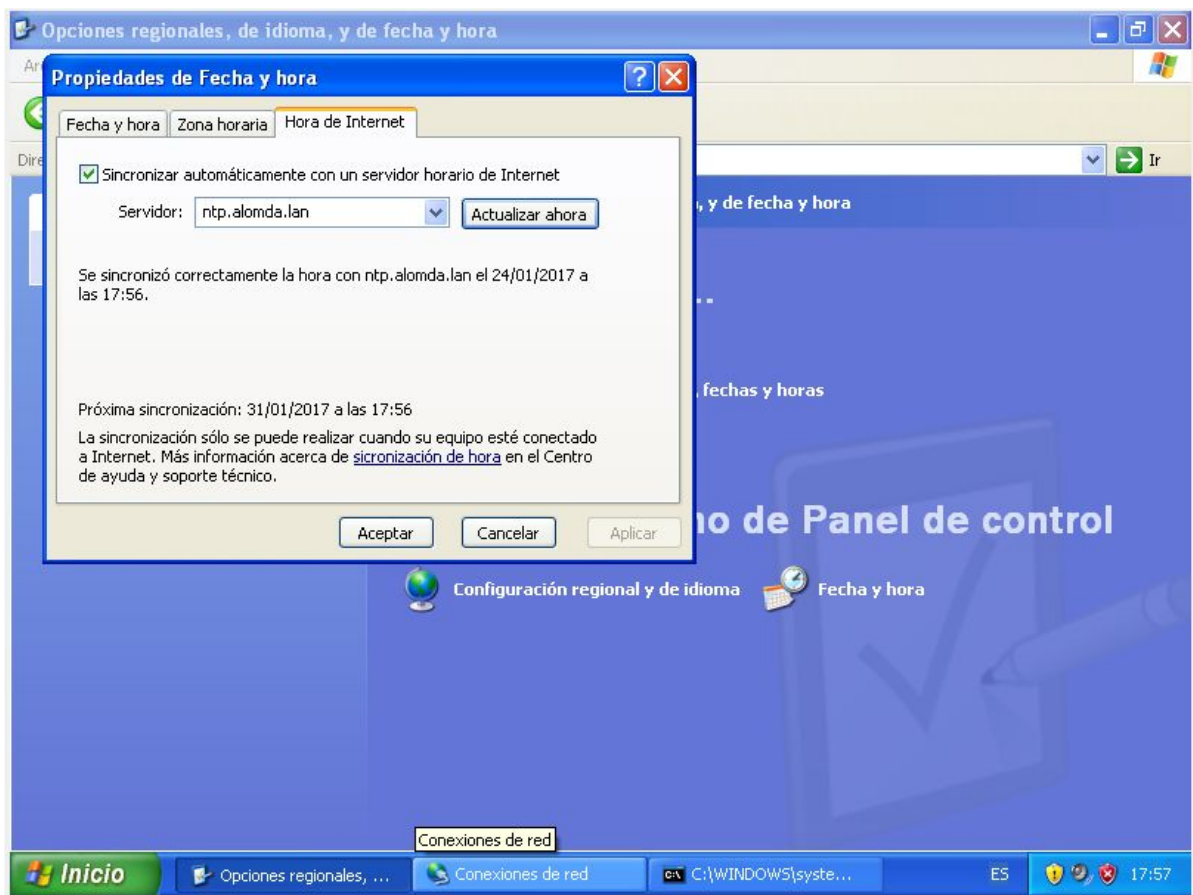 Opciones regionales, de idioma, y de fecha y hora
Ar
Propiedades de Fecha y hora
Fecha y hora
Zona horaria
Hora de Internet
Dire
Ir
Sincronizar automáticamente con un servidor horario de Internet
Servidor:
ntp.alomda.lan
Actualizar ahora
, y de fecha y hora
Se sincronizó correctamente la hora con ntp.alomda.lan el 24/01/2017 a
las 17:56.
..
, fechas y horas
Próxima sincronización: 31/01/2017 a las 17:56
La sincronización sólo se puede realizar cuando su equipo esté conectado
a Internet. Más información acerca de sicronización de hora en el Centro
de ayuda y soporte técnico.
Aceptar
Cancelar
Aplicar
no de Panel de control
Configuración regional y de idioma
Fecha y hora
Conexiones de red
Inicio
Opciones regionales, ...
Conexiones de red
C:\WINDOWS\syste...
ES
17:57